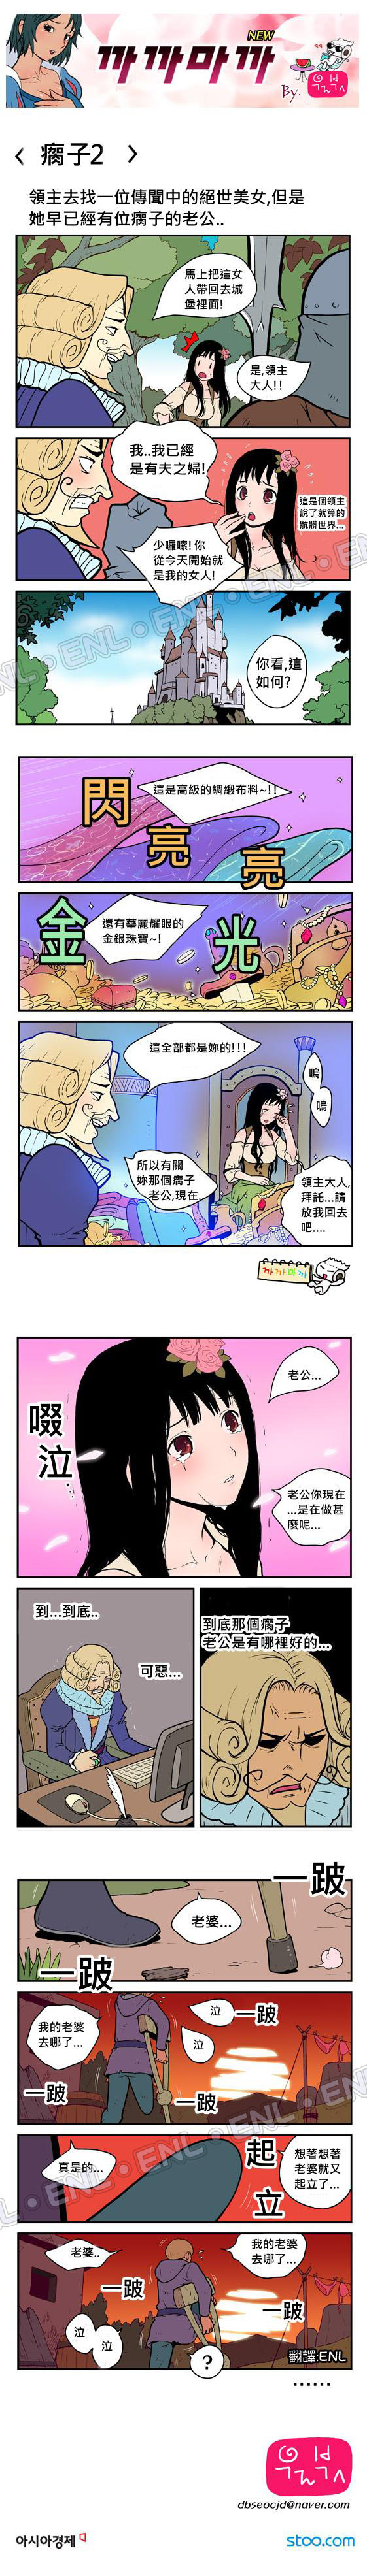 NEW
까까마까
By.
〈 瘸子2 〉
領主去找一位傳聞中的絕世美女,但是
她早已經有位瘸子的老公..
馬上把這女
人帶回去城
堡裡面!
是,領主
大人!!
我..我已經
是有夫之婦!
這是個領主
說了就算的
骯髒世界...
少囉嗦!你
從今天開始就
是我的女人!
ENL ENL ENL ENL
你看,這
如何?
這是高級的綢緞布料~!!
閃
亮
亮
還有華麗耀眼的
金銀珠寶~!
金
光
這全部都是妳的!!!
嗚
嗚
所以有關
妳那個瘸子
老公,現在,
領主大人,
拜託...請
放我回去
吧....
까까마까
老公...
啜
泣
老公你現在
...是在做甚
麼呢...
到...到底..
可惡...
到底那個瘸子
老公是有哪裡好的...
一跛
老婆...
一跛
我的老婆
去哪了...
泣
一跛
泣
一跛
一跛
ENL ENL ENL ENL
真是的...
起
立
想著想著
老婆就又
起立了...
老婆..
我的老婆
去哪了...
一跛
一跛
泣
泣
?
翻譯:ENL
......
dbseocjd@naver.com
아시아경제
stoo.com